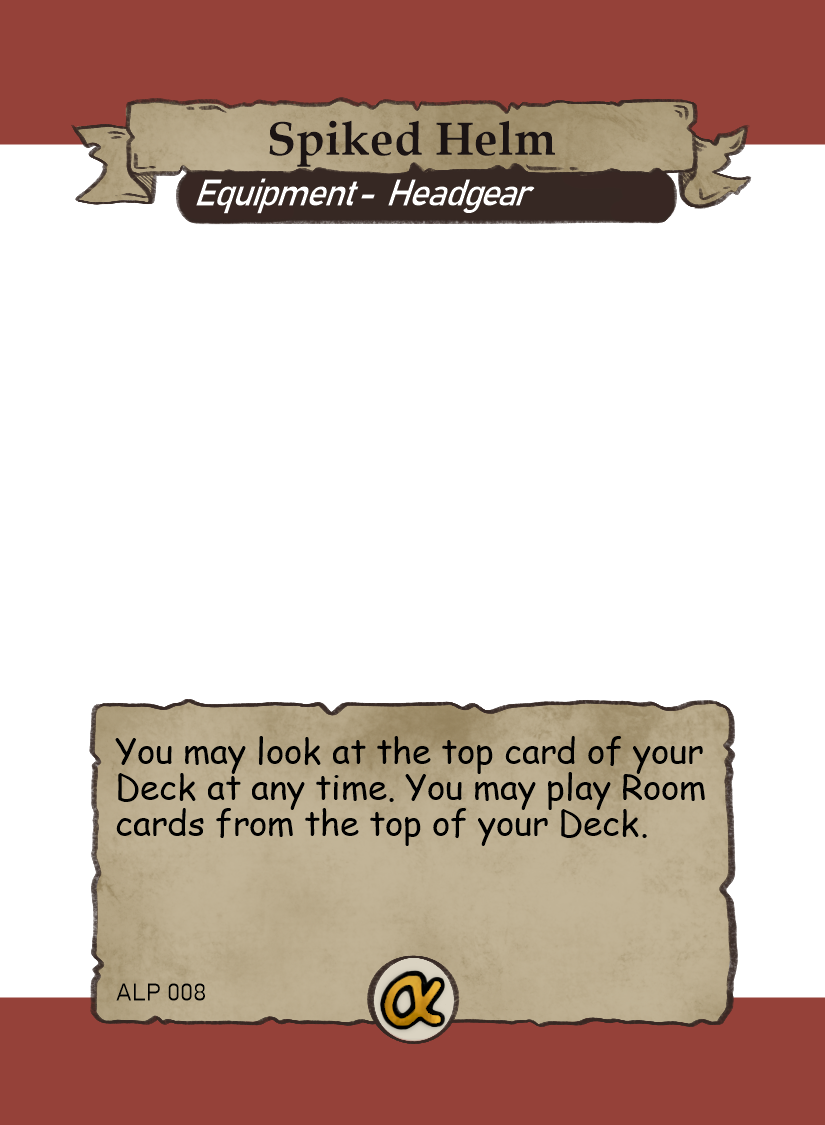 Spiked Helm
Equipment - Headgear
You may look at the top card of your
Deck at any time. You may play Room
cards from the top of your Deck.
ALP 008
α